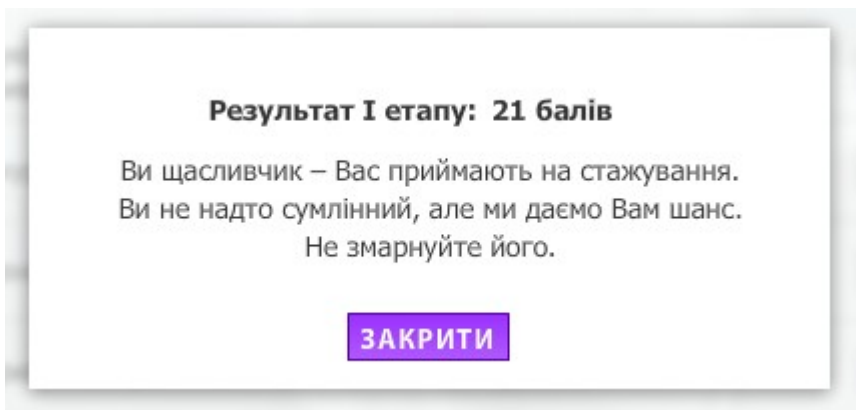 Результат І етапу: 21 балів
Ви щасливчик – Вас приймають на стажування.
Ви не надто сумлінний, але ми даємо Вам шанс.
Не змарнуйте його.
ЗАКРИТИ